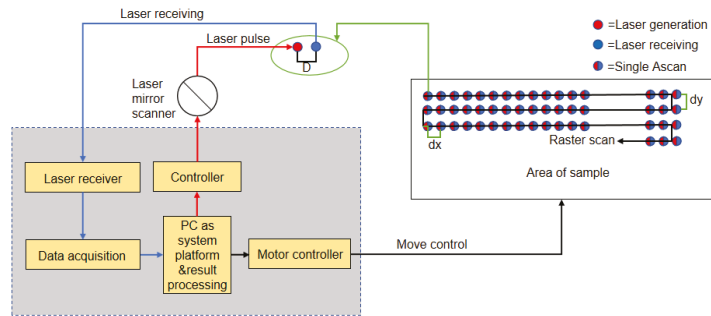 Laser receiving
=Laser generation
Laser pulse
=Laser receiving
=Single Ascan
D
Laser
mirror
scanner
dy
dx
Raster scan
Area of sample
Laser receiver
Controller
Data acquisition
PC as
system
platform
&result
processing
Motor controller
Move control